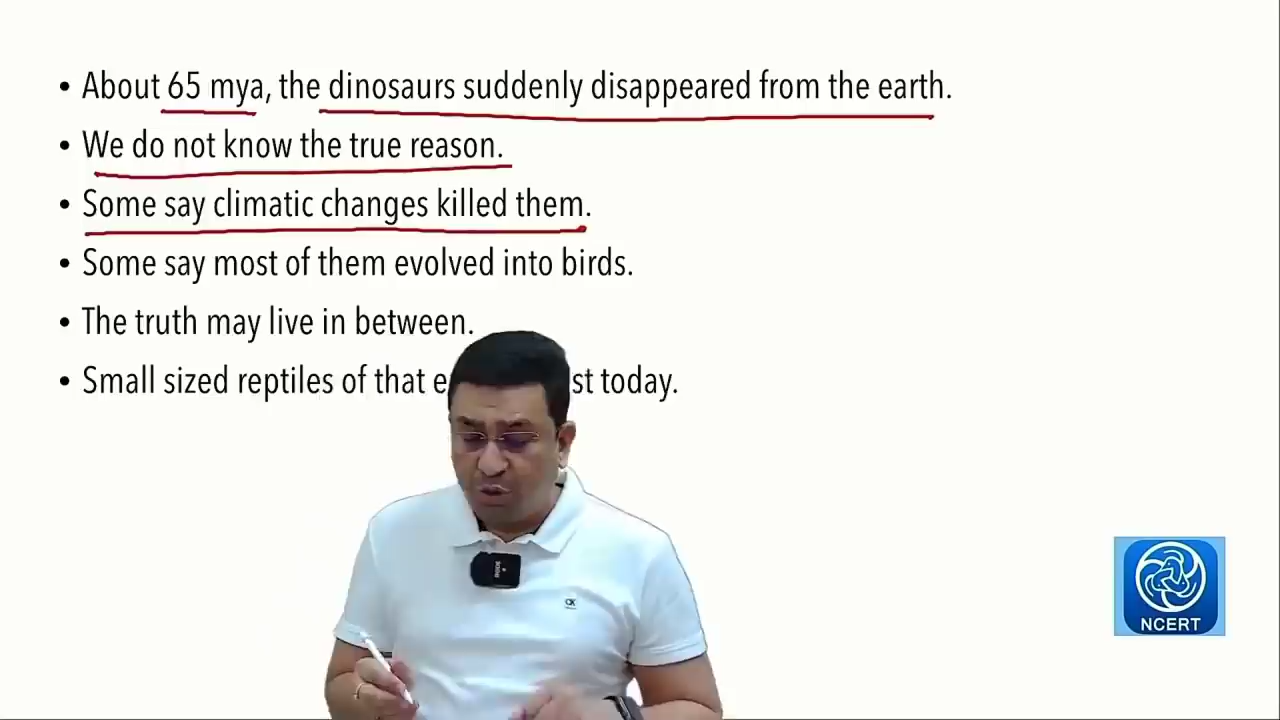 • About 65 mya, the dinosaurs suddenly disappeared from the earth.
• We do not know the true reason.
• Some say climatic changes killed them.
• Some say most of them evolved into birds.
• The truth may live in between.
• Small sized reptiles of that e st today.
NCERT